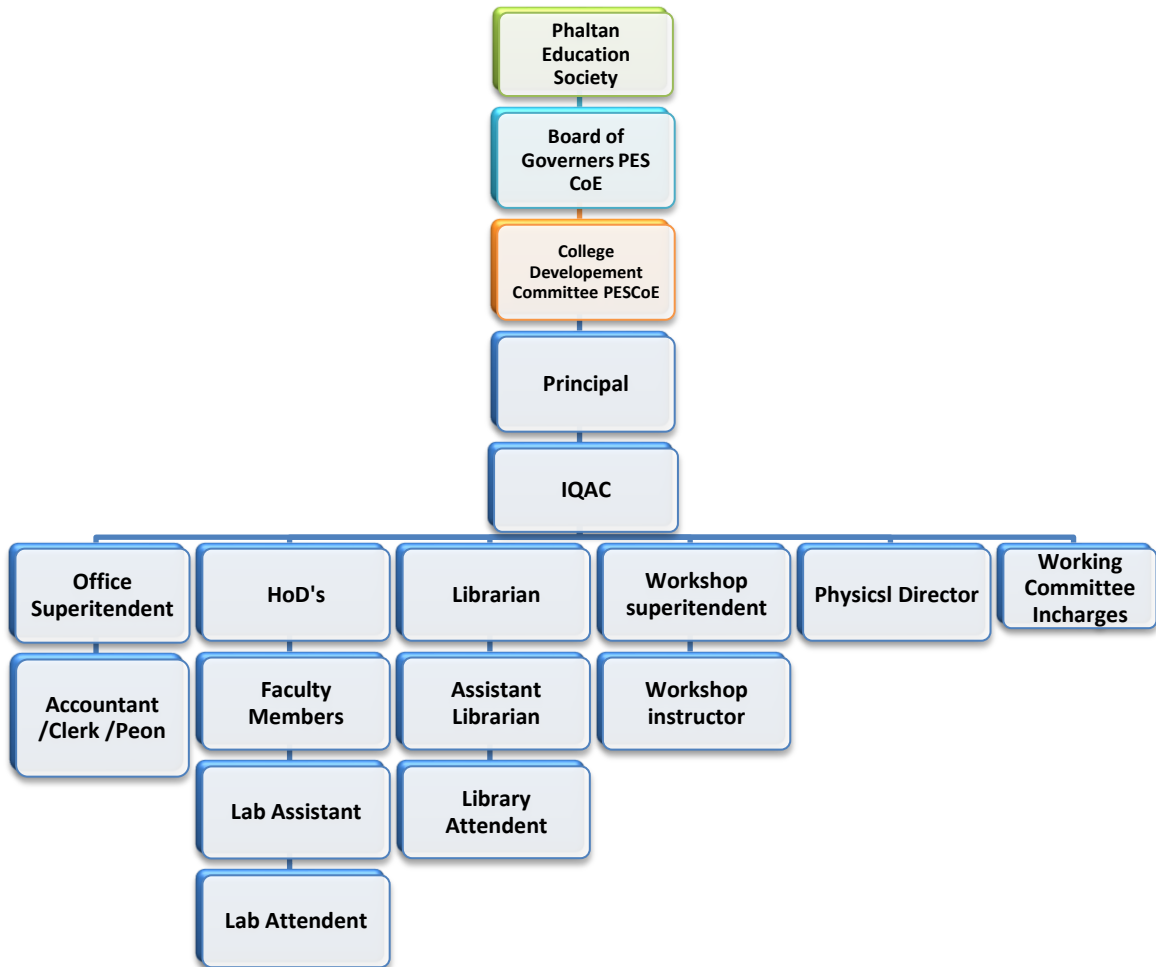 Phaltan
Education
Society
Board of
Governers PES
CoE
College
Developement
Committee PESCoE
Principal
IQAC
Office
Superitendent
HoD's
Librarian
Workshop
superitendent
Physicsl Director
Working
Committee
Incharges
Accountant
/Clerk /Peon
Faculty
Members
Assistant
Librarian
Workshop
instructor
Lab Assistant
Library
Attendent
Lab Attendent